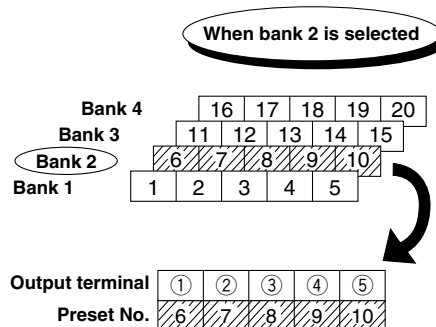 When bank 2 is selected
Bank 4 16 17 18 19 20
Bank 3 11 12 13 14 15
Bank 2 6 7 8 9 10
Bank 1 1 2 3 4 5
Output terminal ① ② ③ ④ ⑤
Preset No. 6 7 8 9 10